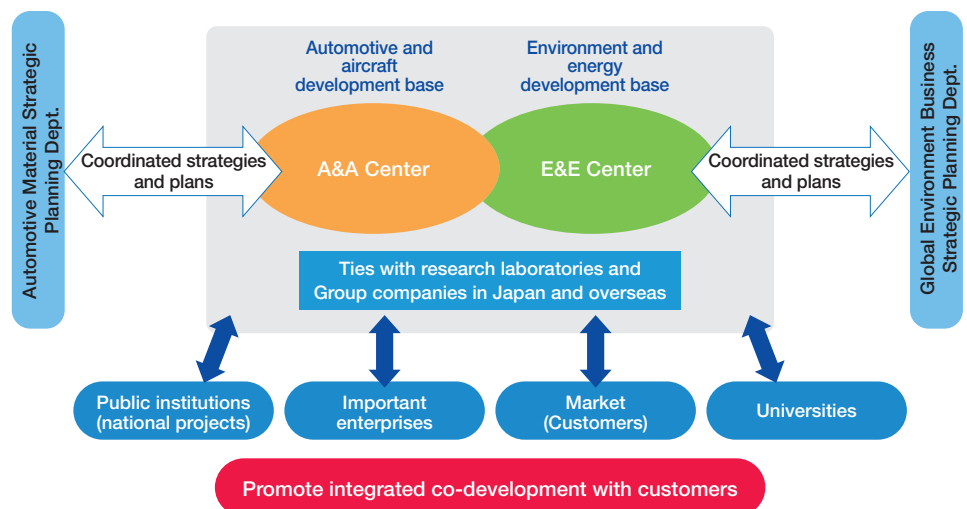 Automotive Material Strategic
Planning Dept.
Automotive and
aircraft
development base
Environment and
energy
development base
Coordinated strategies
and plans
A&A Center
E&E Center
Coordinated strategies
and plans
Global Environment Business
Strategic Planning Dept.
Ties with research laboratories and
Group companies in Japan and overseas
Public institutions
(national projects)
Important
enterprises
Market
(Customers)
Universities
Promote integrated co-development with customers